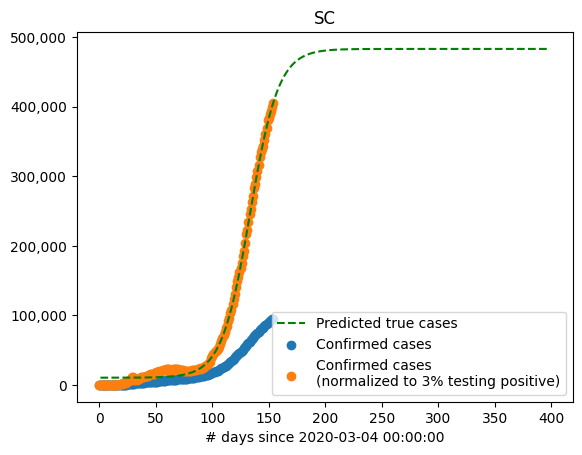 SC
500,000
400,000
300,000
200,000
100,000
0
Predicted true cases
Confirmed cases
Confirmed cases
(normalized to 3% testing positive)
0 50 100 150 200 250 300 350 400
# days since 2020-03-04 00:00:00